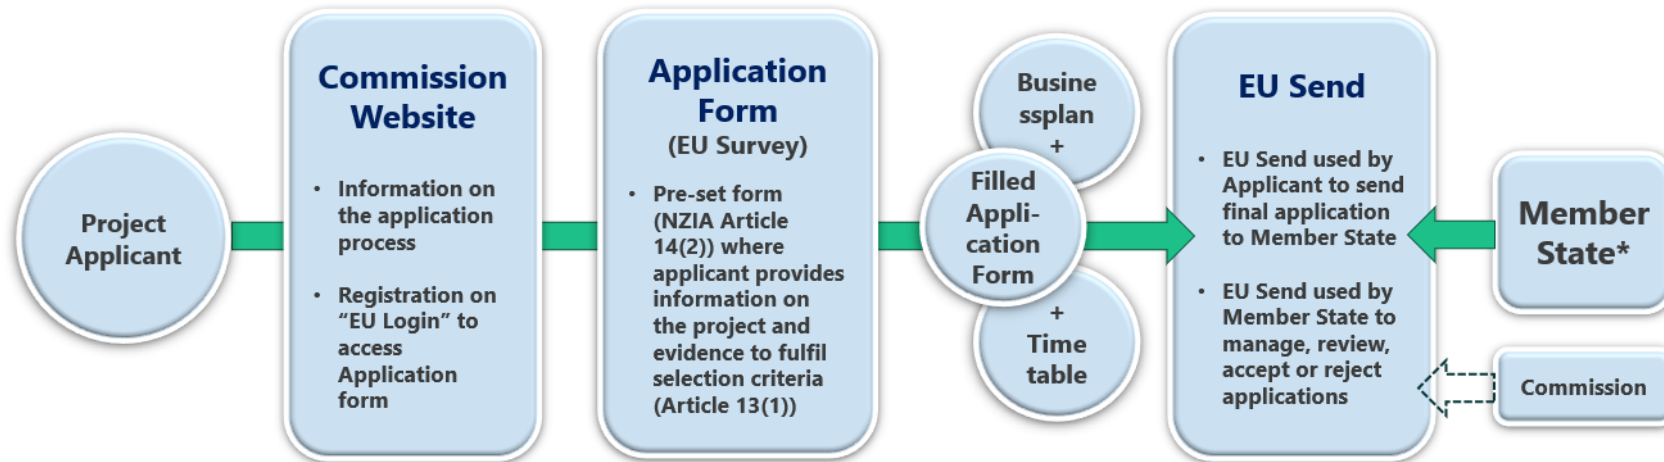 Project
Applicant
Commission
Website
• Information on
the application
process
• Registration on
“EU Login” to
access
Application
form
Application
Form
(EU Survey)
• Pre-set form
(NZIA Article
14(2)) where
applicant provides
information on
the project and
evidence to fulfil
selection criteria
(Article 13(1))
Busine
ssplan
+
Filled
Appli-
cation
Form
+
Time
table
EU Send
• EU Send used by
Applicant to send
final application
to Member State
• EU Send used by
Member State to
manage, review,
accept or reject
applications
Member
State*
Commission